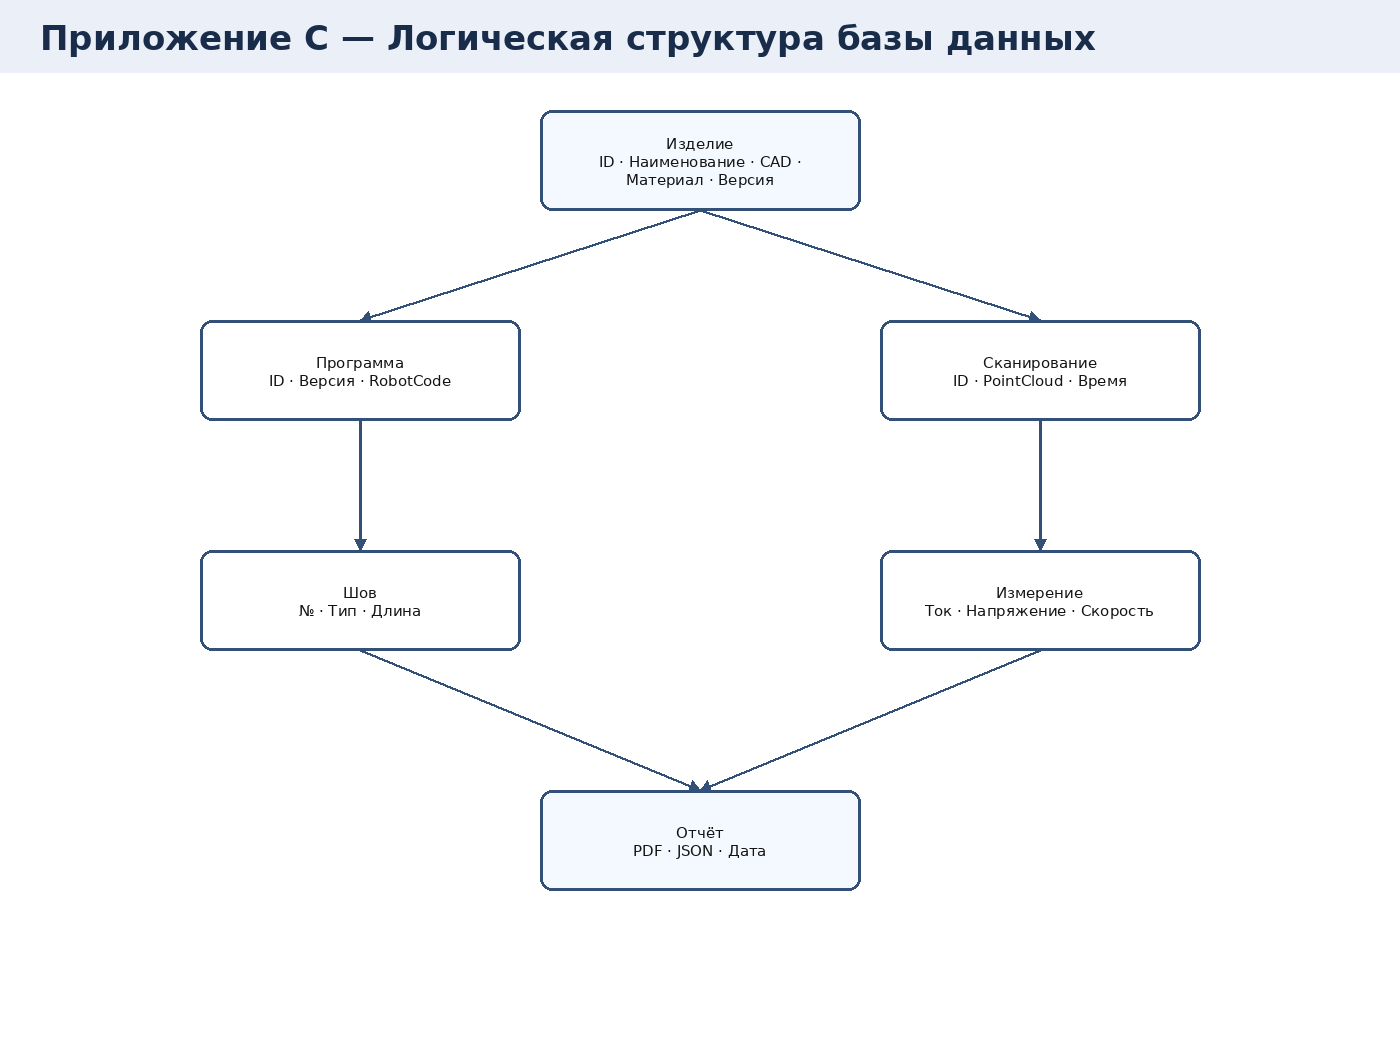 Приложение C — Логическая структура базы данных
Изделие
ID · Наименование · CAD ·
Материал · Версия
Программа
ID · Версия · RobotCode
Сканирование
ID · PointCloud · Время
Шов
№ · Тип · Длина
Измерение
Ток · Напряжение · Скорость
Отчёт
PDF · JSON · Дата